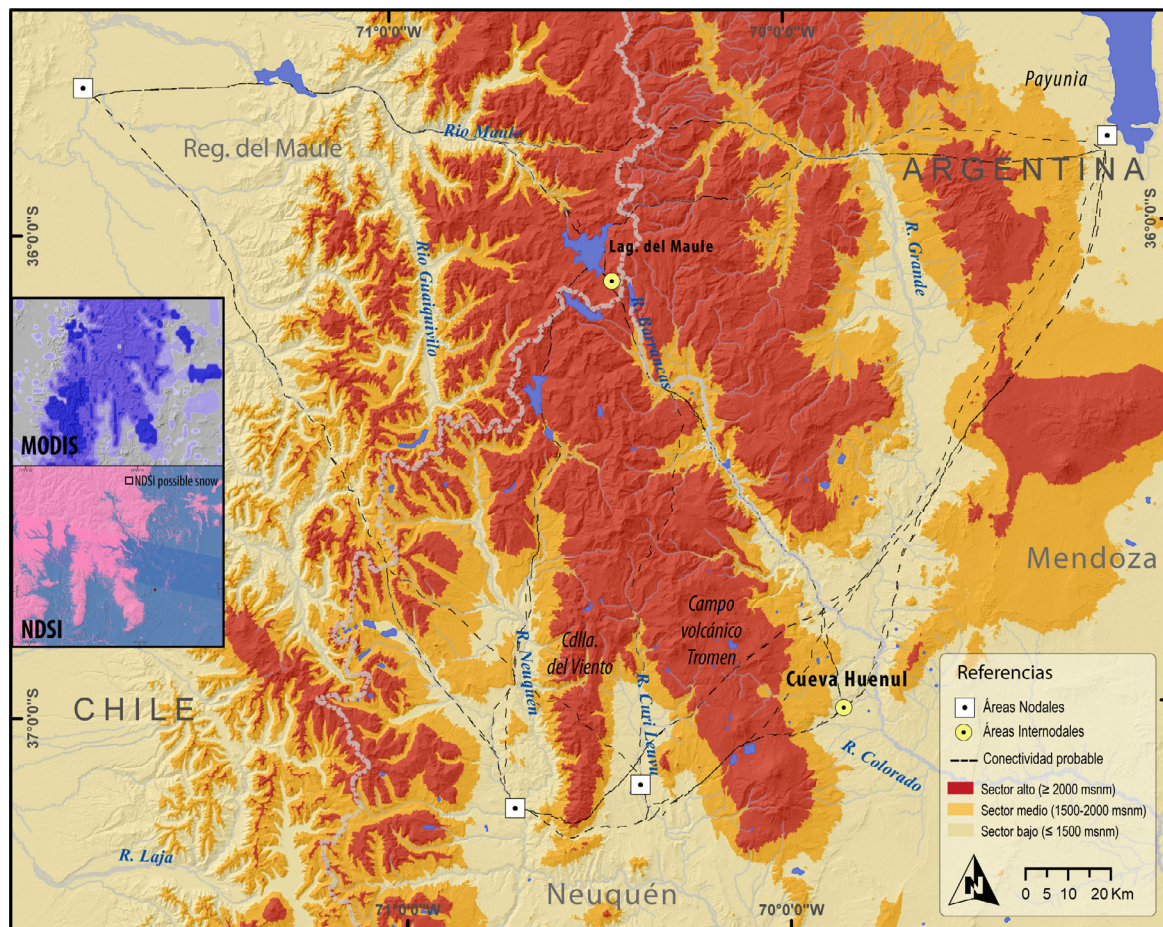 71°0'0"W
70°0'0"W
Payunia
Río Maule
Reg. del Maule
ARGENTINA
36°0'0"S
36°0'0"S
Lag. del Maule
R. Grande
Río Guaiquivilo
R. Barrancas
MODIS
NDSI possible snow
NDSI
Mendoza
Campo
volcánico
Tromen
Cdlla.
del Viento
R. Neuquén
R. Curi Leuvu
Cueva Huenul
CHILE
37°0'0"S
R. Colorado
R. Laja
Neuquén
71°0'0"W
70°0'0"W
Referencias
Áreas Nodales
Áreas Internodales
Conectividad probable
Sector alto (≥ 2000 msnm)
Sector medio (1500-2000 msnm)
Sector bajo (≤ 1500 msnm)
N
0 5 10 20 Km